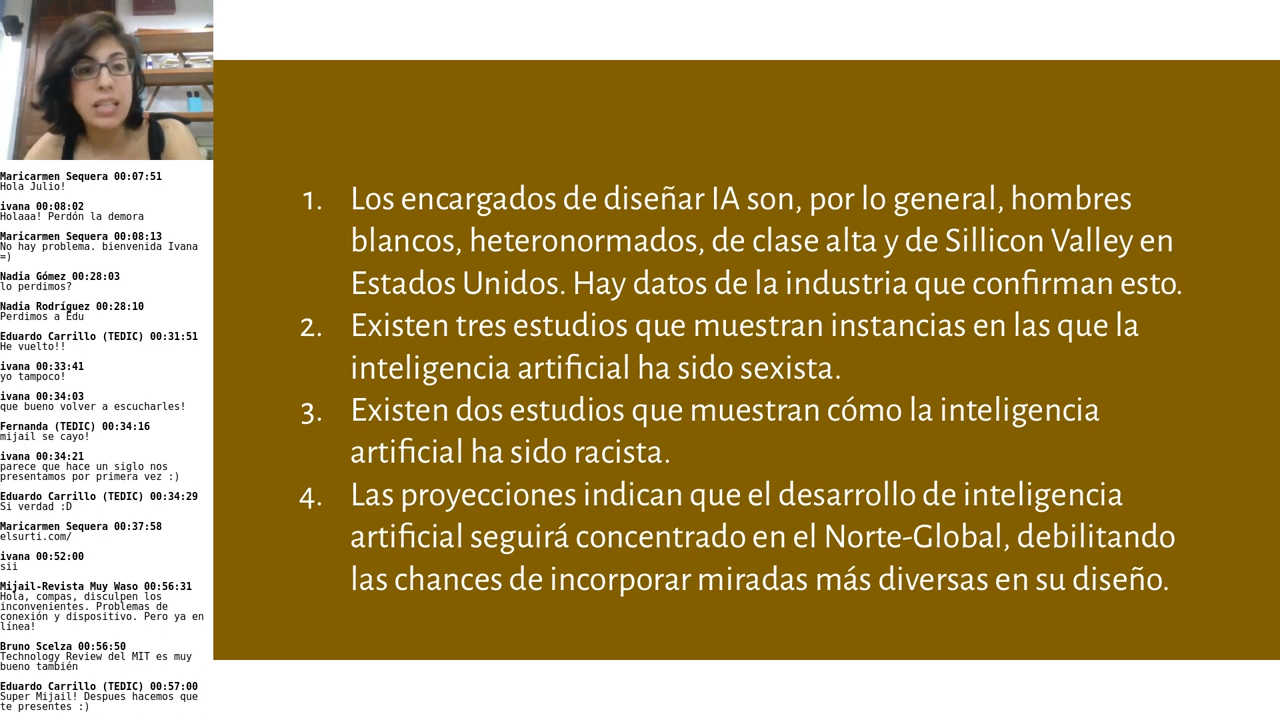 Maricarmen Sequera 00:07:51
Hola Julio!
ivana 00:08:02
Holaaa! Perdón la demora
Maricarmen Sequera 00:08:13
No hay problema. bienvenida Ivana
=)
Nadia Gómez 00:28:03
lo perdimos?
Nadia Rodríguez 00:28:10
Perdimos a Edu
Eduardo Carrillo (TEDIC) 00:31:51
He vuelto!!
ivana 00:33:41
yo tampoco!
ivana 00:34:03
que bueno volver a escucharles!
Fernanda (TEDIC) 00:34:16
mijail se cayo!
ivana 00:34:21
parece que hace un siglo nos
presentamos por primera vez :)
Eduardo Carrillo (TEDIC) 00:34:29
Si verdad :D
Maricarmen Sequera 00:37:58
elsurti.com/
ivana 00:52:00
sii
Mijail-Revista Muy Waso 00:56:31
Hola, compas, disculpen los
inconvenientes. Problemas de
conexión y dispositivo. Pero ya en
línea!
Bruno Scelza 00:56:50
Technology Review del MIT es muy
bueno también
Eduardo Carrillo (TEDIC) 00:57:00
Super Mijail! Despues hacemos que
te presentes :)
1. Los encargados de diseñar IA son, por lo general, hombres
blancos, heteronormados, de clase alta y de Sillicon Valley en
Estados Unidos. Hay datos de la industria que confirman esto.
2. Existen tres estudios que muestran instancias en las que la
inteligencia artificial ha sido sexista.
3. Existen dos estudios que muestran cómo la inteligencia
artificial ha sido racista.
4. Las proyecciones indican que el desarrollo de inteligencia
artificial seguirá concentrado en el Norte-Global, debilitando
las chances de incorporar miradas más diversas en su diseño.